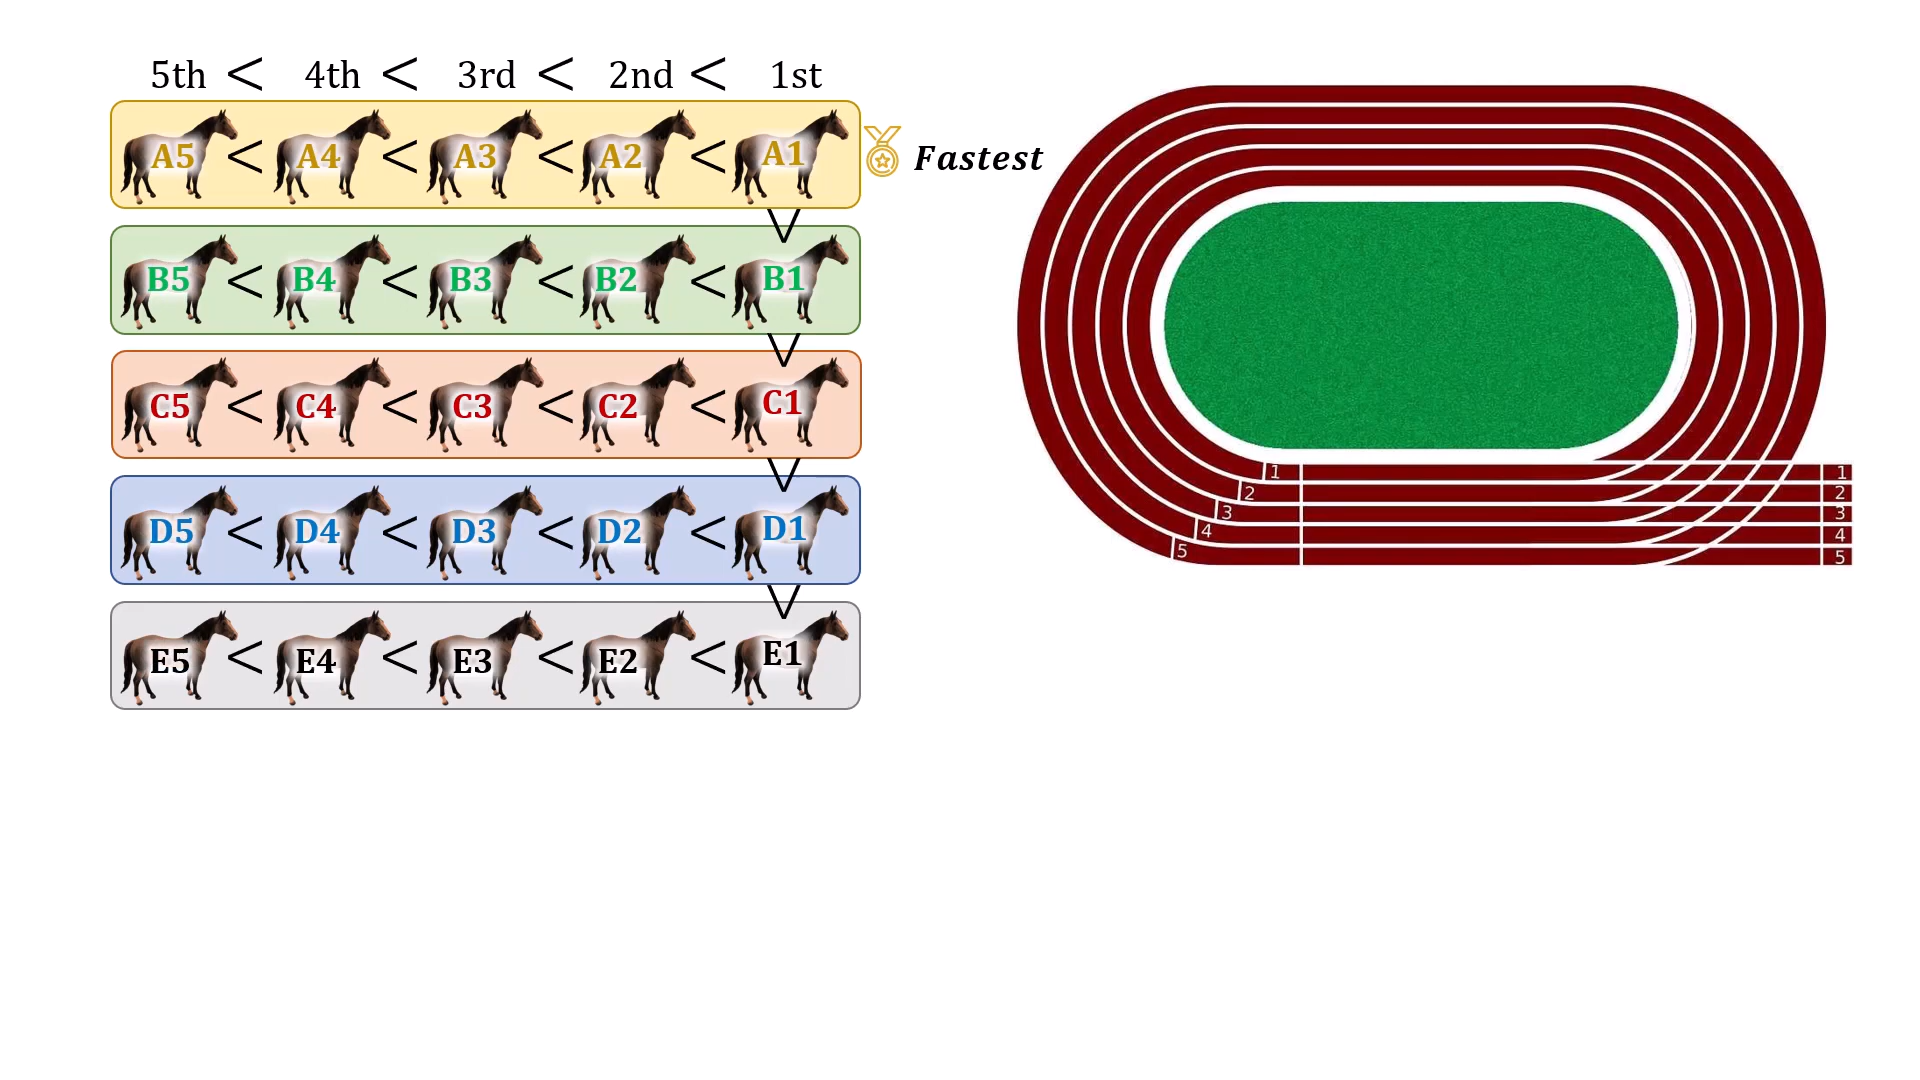 5th < 4th < 3rd < 2nd < 1st
A5 < A4 < A3 < A2 < A1 Fastest
B5 < B4 < B3 < B2 < B1
C5 < C4 < C3 < C2 < C1
D5 < D4 < D3 < D2 < D1
E5 < E4 < E3 < E2 < E1
1 1
2 2
3 3
4 4
5 5